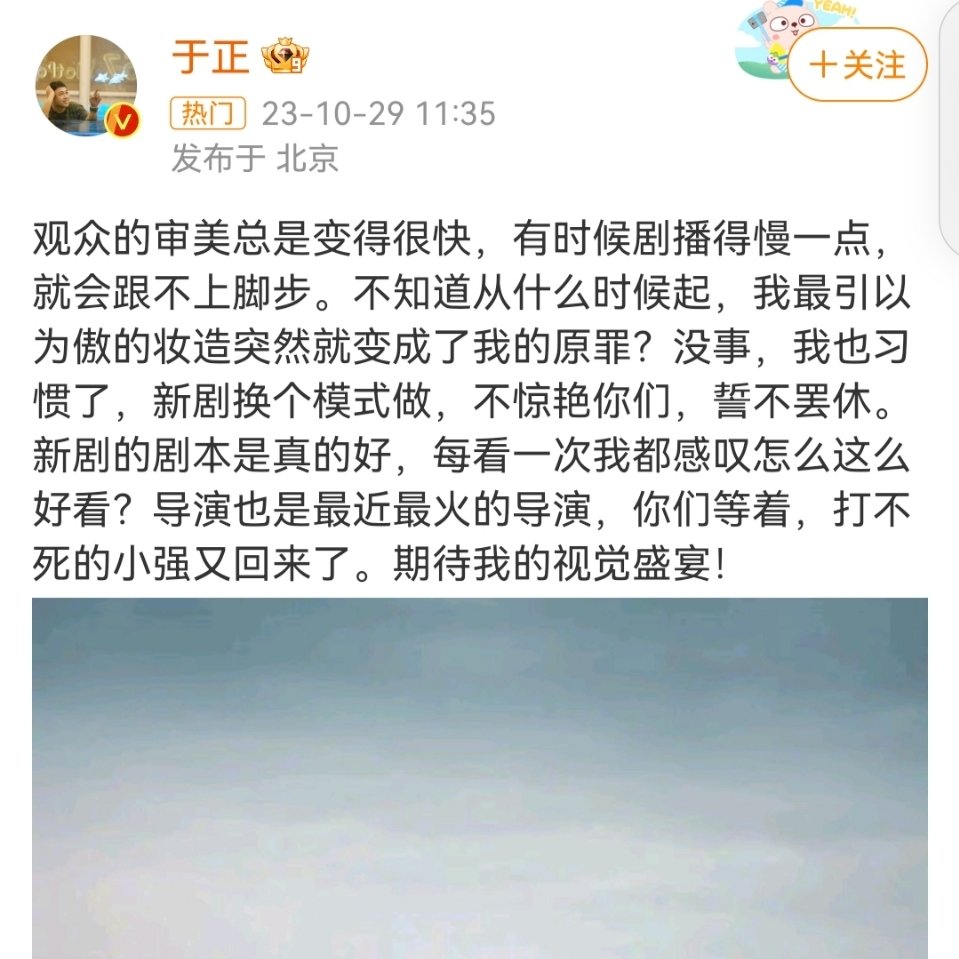 YEAH!
于正
9
十关注
热门 23-10-29 11:35
发布于 北京
观众的审美总是变得很快，有时候剧播得慢一点，
就会跟不上脚步。不知道从什么时候起，我最引以
为傲的妆造突然就变成了我的原罪？没事，我也习
惯了，新剧换个模式做，不惊艳你们，誓不罢休。
新剧的剧本是真的好，每看一次我都感叹怎么这么
好看？导演也是最近最火的导演，你们等着，打不
死的小强又回来了。期待我的视觉盛宴！